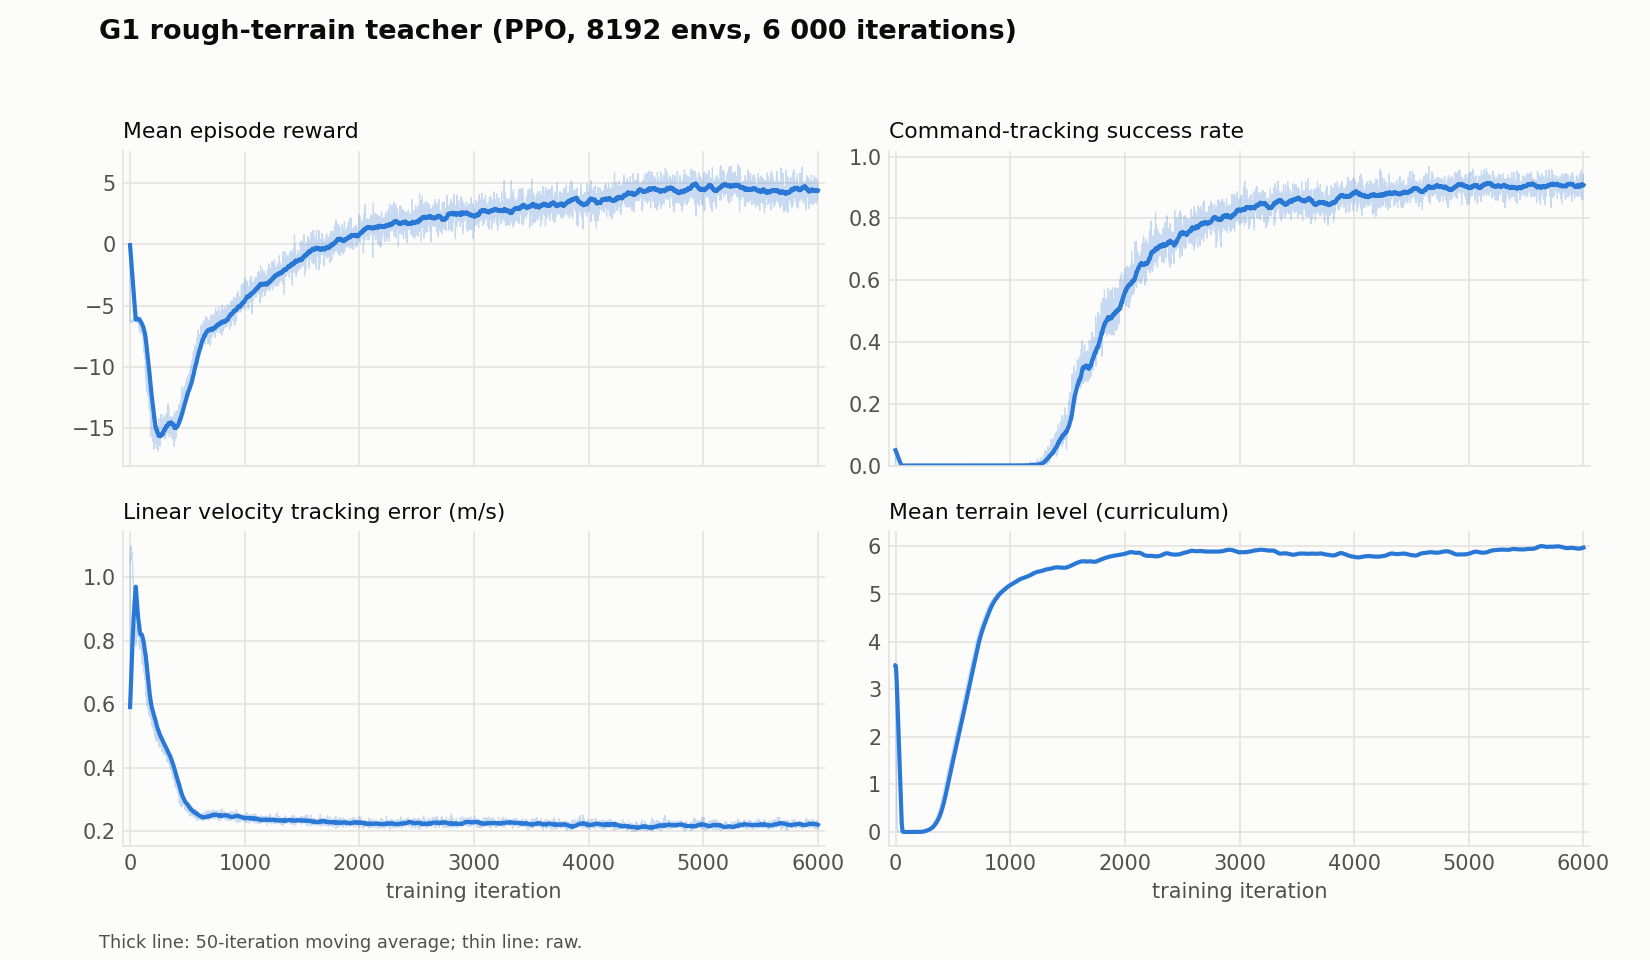 G1 rough-terrain teacher (PPO, 8192 envs, 6 000 iterations)
Mean episode reward
5
0
−5
−10
−15
Command-tracking success rate
1.0
0.8
0.6
0.4
0.2
0.0
Linear velocity tracking error (m/s)
1.0
0.8
0.6
0.4
0.2
0 1000 2000 3000 4000 5000 6000
training iteration
Mean terrain level (curriculum)
6
5
4
3
2
1
0
0 1000 2000 3000 4000 5000 6000
training iteration
Thick line: 50-iteration moving average; thin line: raw.